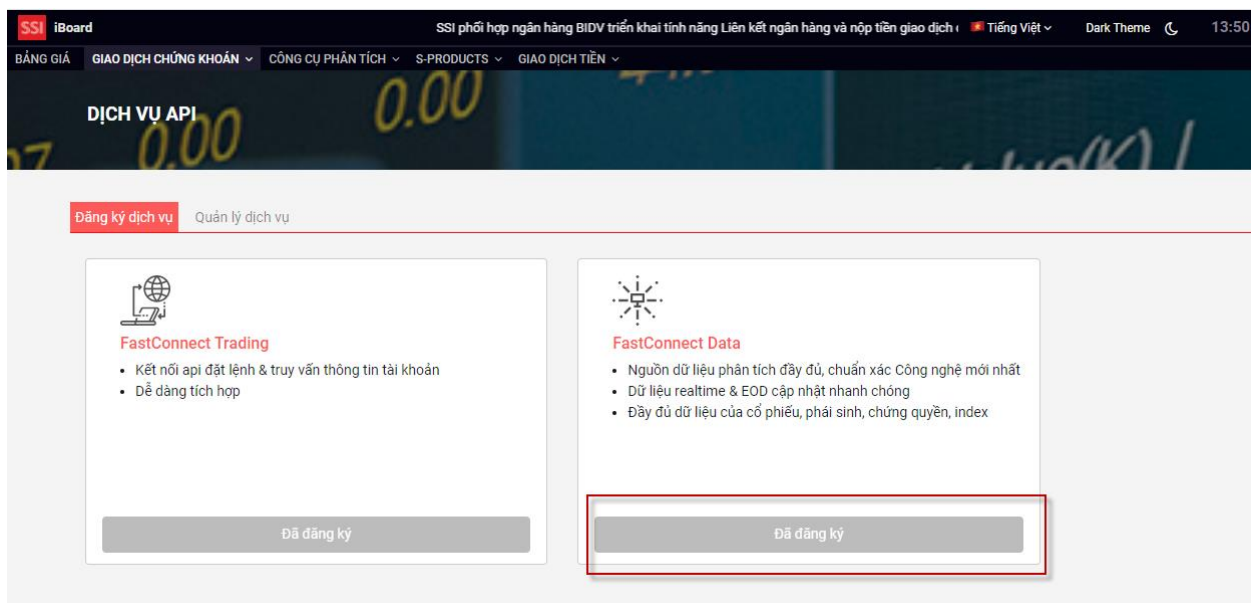 SSI iBoard SSI phối hợp ngân hàng BIDV triển khai tính năng Liên kết ngân hàng và nộp tiền giao dịch Tiếng Việt Dark Theme 13:50
BẢNG GIÁ GIAO DỊCH CHỨNG KHOÁN CÔNG CỤ PHÂN TÍCH S-PRODUCTS GIAO DỊCH TIỀN
DỊCH VỤ API
0.00
0.00
Đăng ký dịch vụ Quản lý dịch vụ
FastConnect Trading
• Kết nối api đặt lệnh & truy vấn thông tin tài khoản
• Dễ dàng tích hợp
Đã đăng ký
FastConnect Data
• Nguồn dữ liệu phân tích đầy đủ, chuẩn xác Công nghệ mới nhất
• Dữ liệu realtime & EOD cập nhật nhanh chóng
• Đầy đủ dữ liệu của cổ phiếu, phái sinh, chứng quyền, index
Đã đăng ký